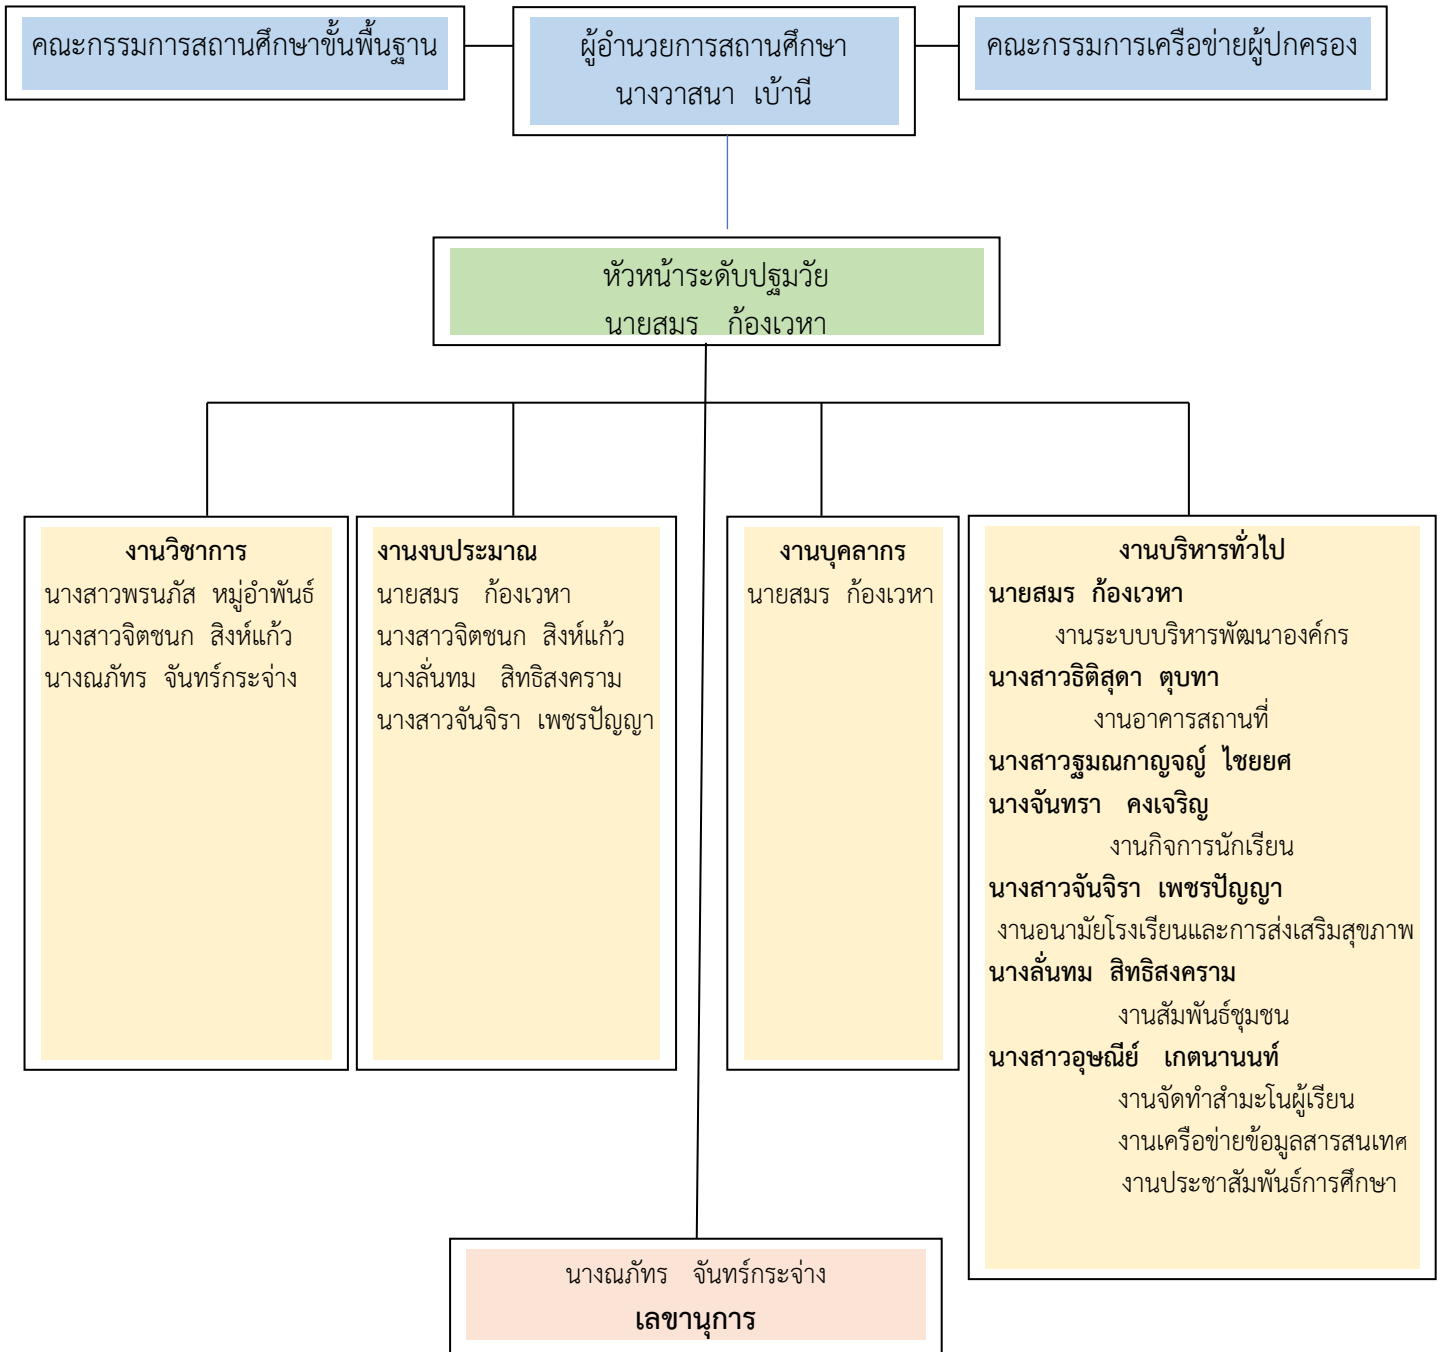 คณะกรรมการสถานศึกษาขั้นพื้นฐาน
ผู้อำนวยการสถานศึกษา
นางวาสนา เบ้านี
คณะกรรมการเครือข่ายผู้ปกครอง
หัวหน้าระดับปฐมวัย
นายสมร ก้องเวหา
งานวิชาการ
นางสาวพรนภัส หมู่อำพันธ์
นางสาวจิตชนก สิงห์แก้ว
นางณภัทร จันทร์กระจ่าง
งานงบประมาณ
นายสมร ก้องเวหา
นางสาวจิตชนก สิงห์แก้ว
นางลั่นทม สิทธิสงคราม
นางสาวจันจิรา เพชรปัญญา
งานบุคลากร
นายสมร ก้องเวหา
งานบริหารทั่วไป
นายสมร ก้องเวหา
งานระบบบริหารพัฒนาองค์กร
นางสาวธิติสุดา ตุบทา
งานอาคารสถานที่
นางสาวฐมณกาญจญ์ ไชยยศ
นางจันทรา คงเจริญ
งานกิจการนักเรียน
นางสาวจันจิรา เพชรปัญญา
งานอนามัยโรงเรียนและการส่งเสริมสุขภาพ
นางลั่นทม สิทธิสงคราม
งานสัมพันธ์ชุมชน
นางสาวอุษณีย์ เกตนานนท์
งานจัดทำสำมะโนผู้เรียน
งานเครือข่ายข้อมูลสารสนเทศ
งานประชาสัมพันธ์การศึกษา
นางณภัทร จันทร์กระจ่าง
เลขานุการ